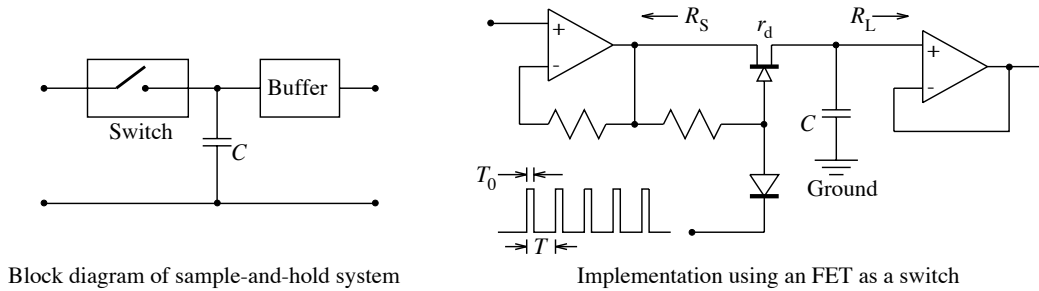 Switch
Buffer
C
Block diagram of sample-and-hold system
+
-
R_S
r_d
R_L
+
-
C
Ground
T_0
T
Implementation using an FET as a switch